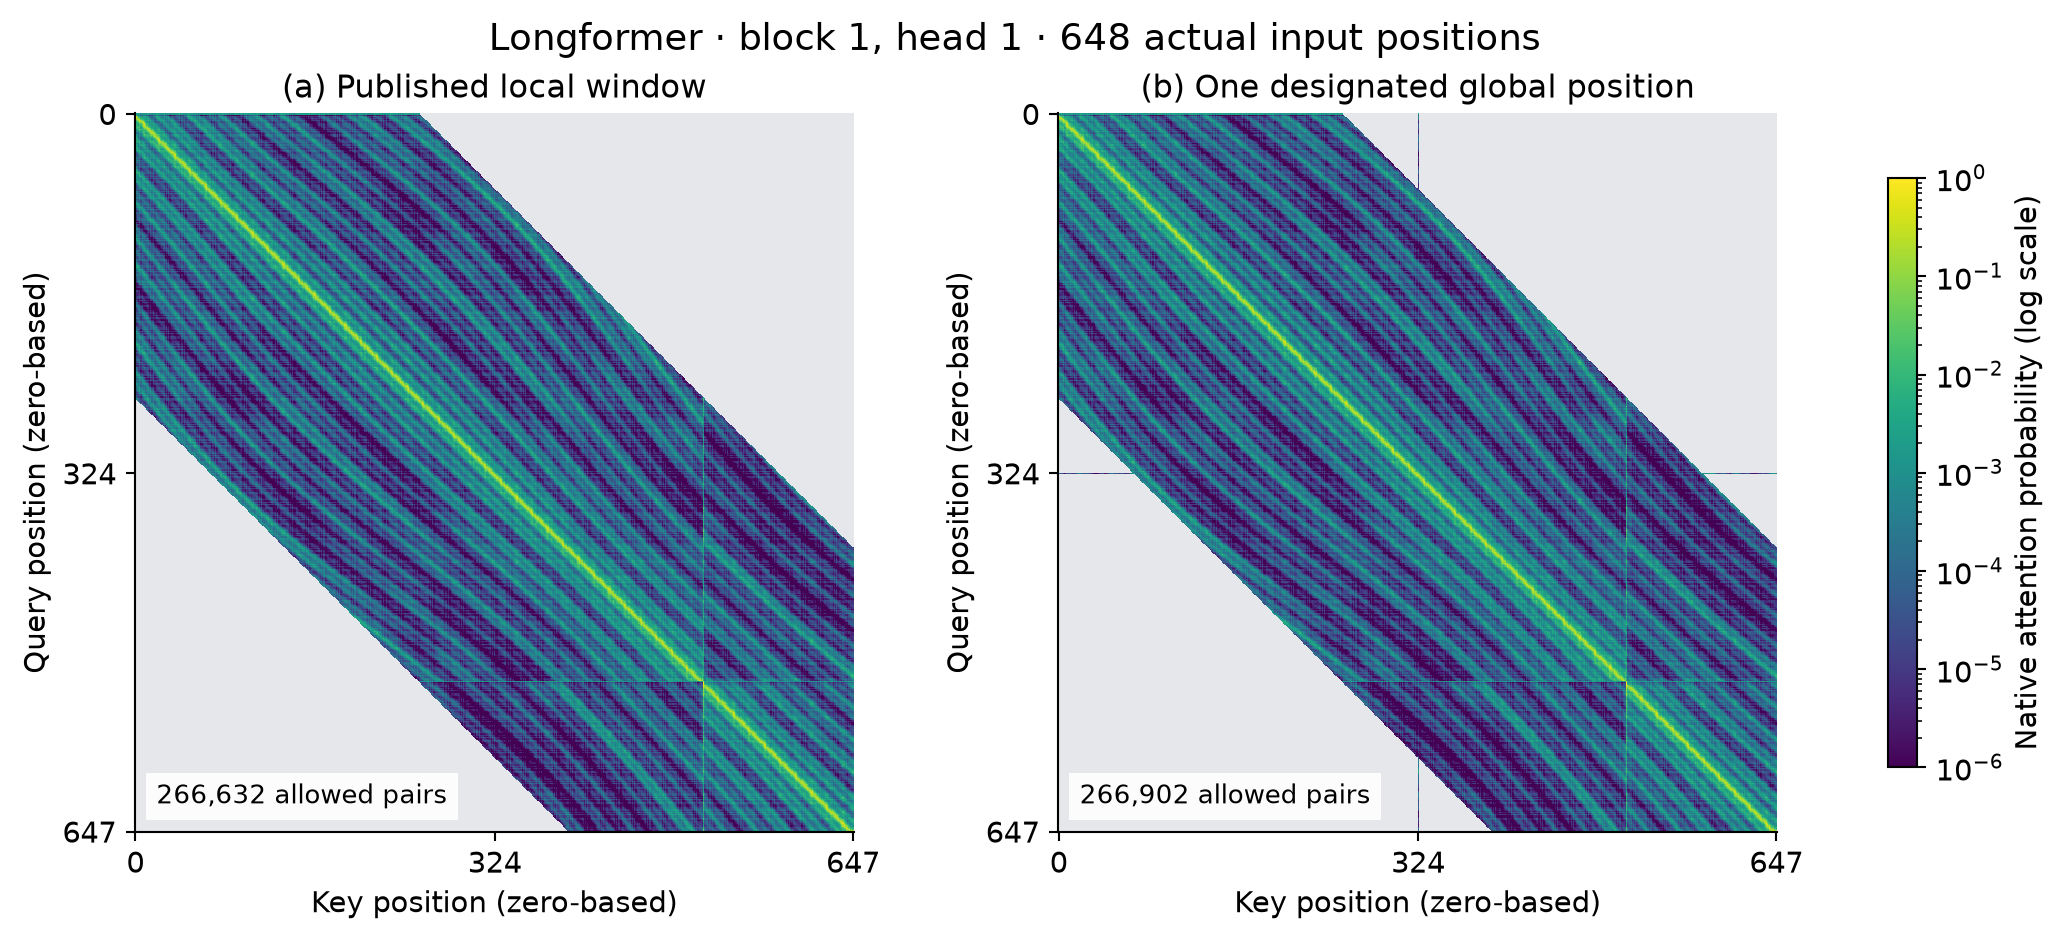 Longformer · block 1, head 1 · 648 actual input positions
(a) Published local window
0
324
647
Query position (zero-based)
266,632 allowed pairs
0
324
647
Key position (zero-based)
(b) One designated global position
0
324
647
Query position (zero-based)
266,902 allowed pairs
0
324
647
Key position (zero-based)
10⁰
10⁻¹
10⁻²
10⁻³
10⁻⁴
10⁻⁵
10⁻⁶
Native attention probability (log scale)